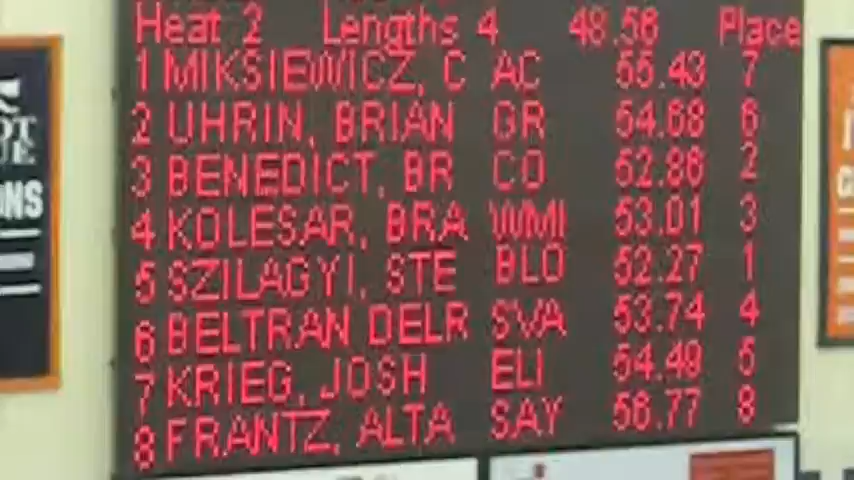 Heat 2 Lengths 4 48.56 Place
1 MIKSIEWICZ, C AC 55.43 7
2 UHRIN, BRIAN GR 54.68 6
3 BENEDICT, BR CO 52.86 2
4 KOLESAR, BRA WMI 53.01 3
5 SZILAGYI, STE BLO 52.27 1
6 BELTRAN DELR SVA 53.74 4
7 KRIEG, JOSH ELI 54.49 5
8 FRANTZ, ALTA SAY 56.77 8